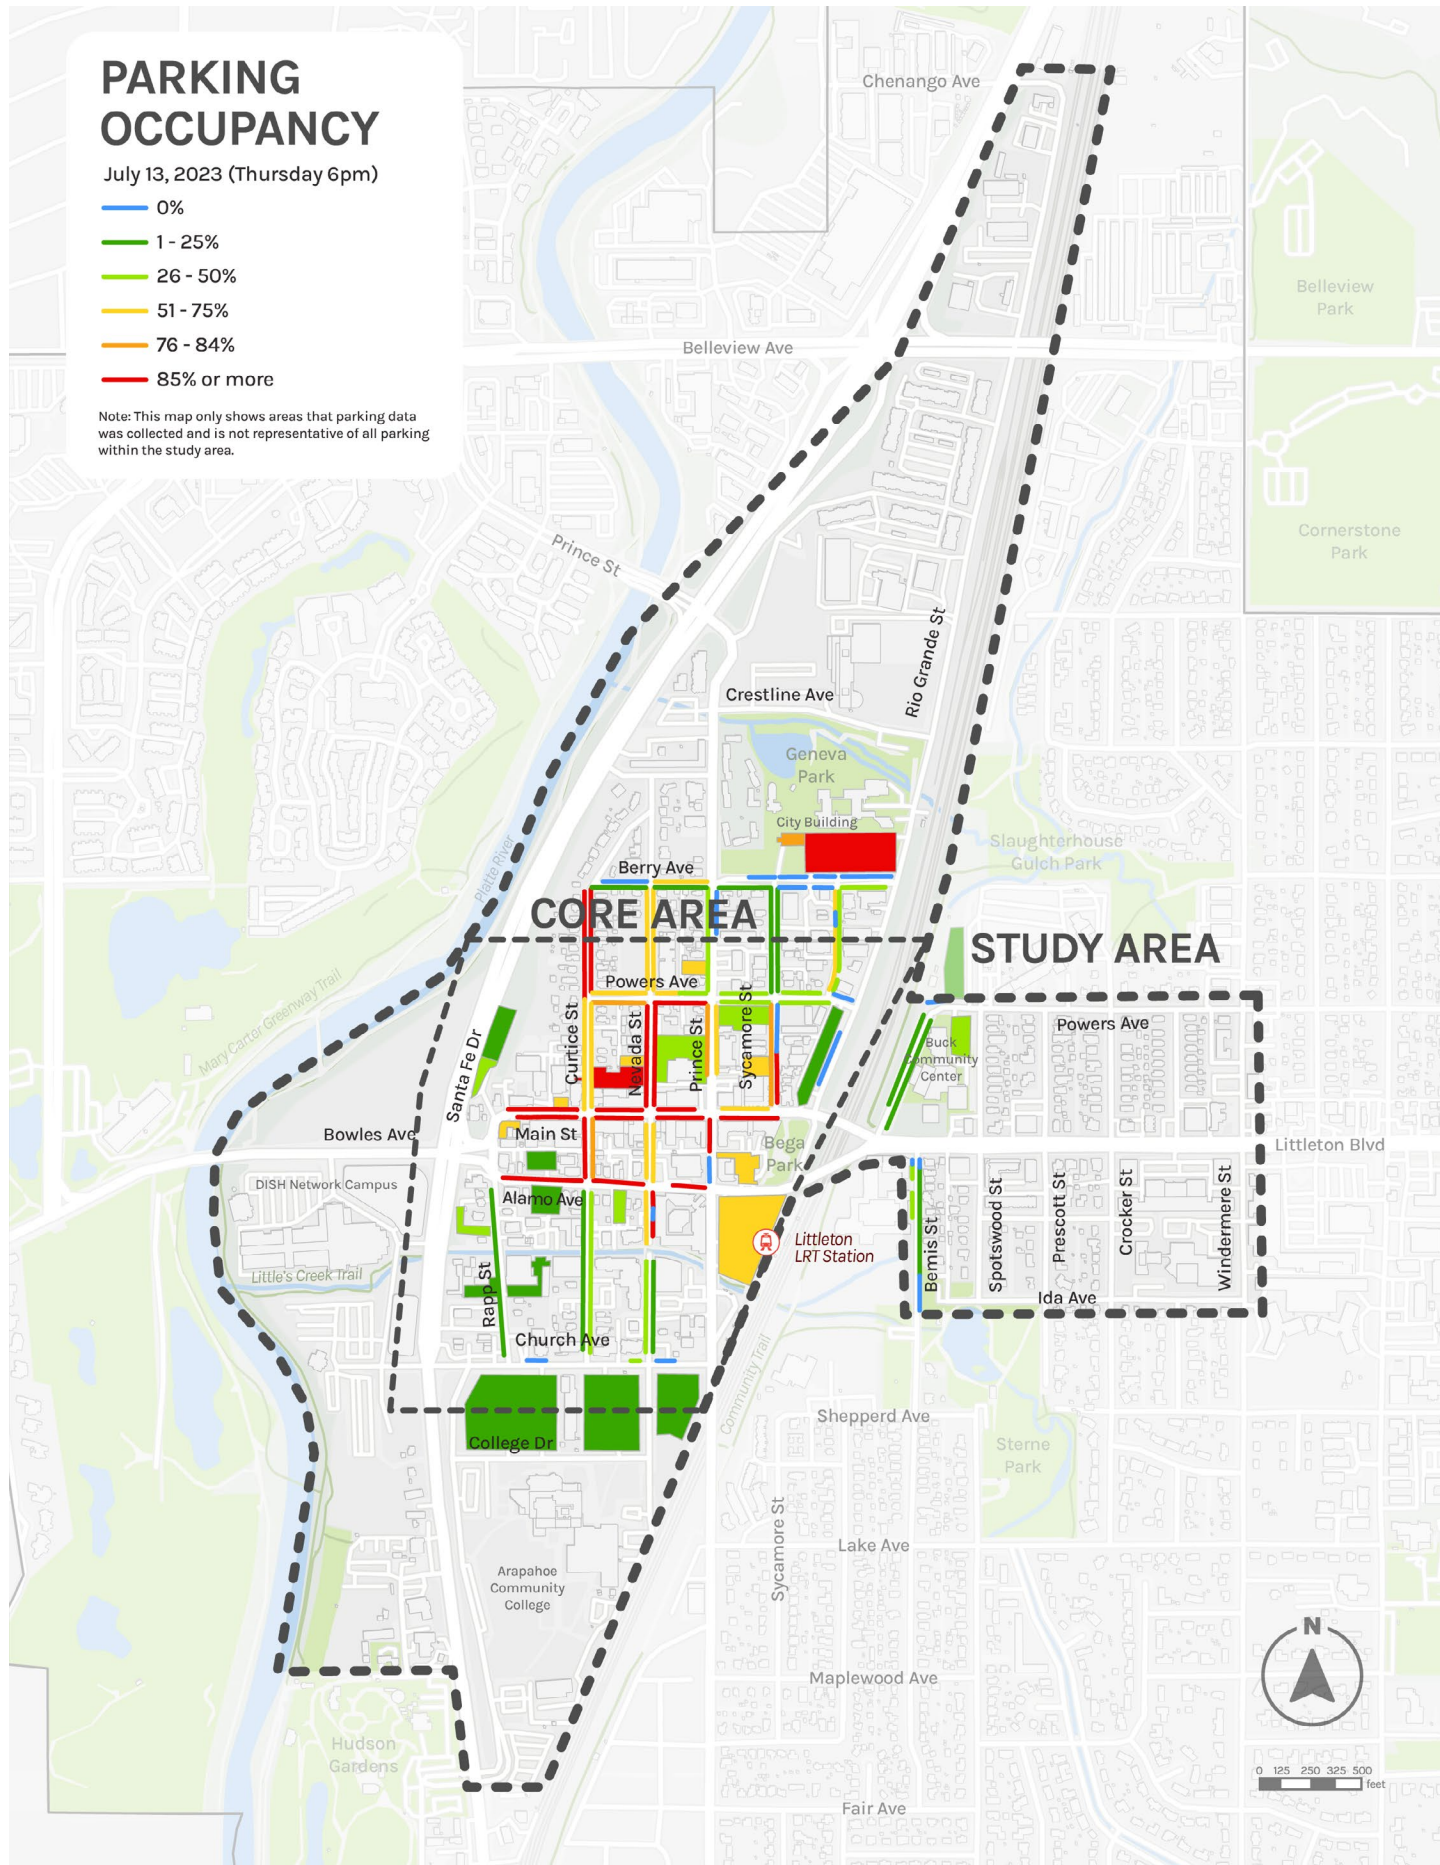 PARKING
OCCUPANCY
July 13, 2023 (Thursday 6pm)
0%
1 - 25%
26 - 50%
51 - 75%
76 - 84%
85% or more
Note: This map only shows areas that parking data
was collected and is not representative of all parking
within the study area.
Chenango Ave
Belleview
Park
Belleview Ave
Cornerstone
Park
Prince St
Rio Grande St
Crestline Ave
Geneva
Park
City Building
Slaughterhouse
Gulch Park
Platte River
Berry Ave
CORE AREA
STUDY AREA
Mary Carter Greenway Trail
Powers Ave
Santa Fe Dr
Curtice St
Nevada St
Prince St
Sycamore St
Powers Ave
Buck
Community
Center
Bowles Ave
Main St
Bega
Park
Littleton Blvd
DISH Network Campus
Alamo Ave
Littleton
LRT Station
Bemis St
Spotswood St
Prescott St
Crocker St
Windermere St
Little's Creek Trail
Rapp St
Ida Ave
Church Ave
Community Trail
Shepperd Ave
College Dr
Sterne
Park
Sycamore St
Lake Ave
Arapahoe
Community
College
N
Maplewood Ave
Hudson
Gardens
0 125 250 325 500
feet
Fair Ave